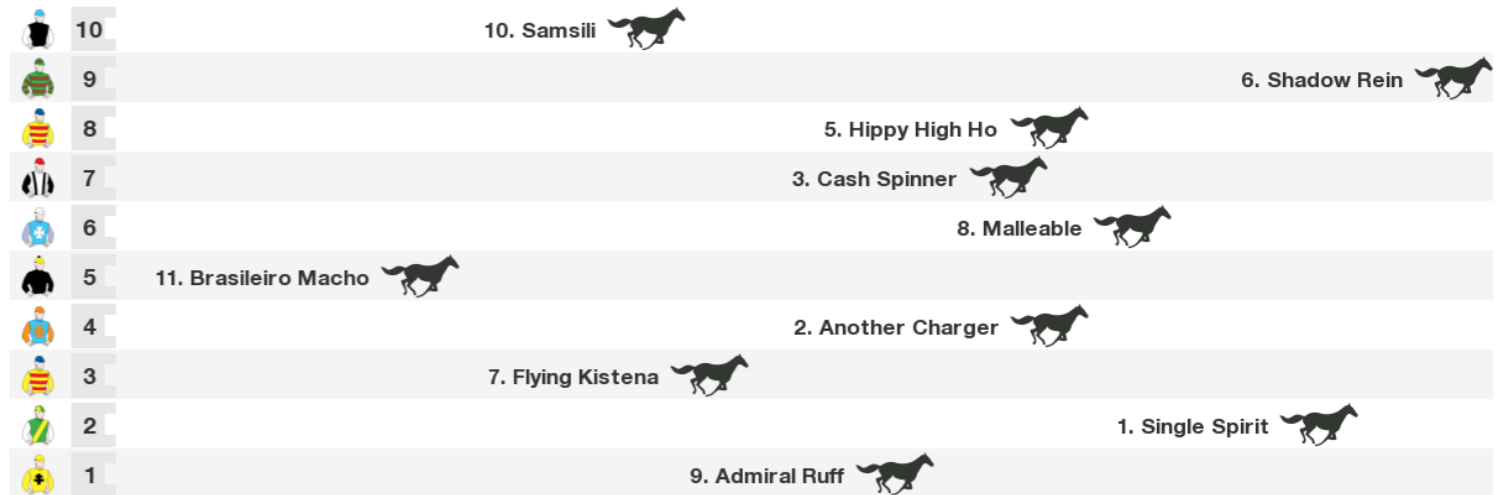 10 10. Samsili
9 6. Shadow Rein
8 5. Hippy High Ho
7 3. Cash Spinner
6 8. Malleable
5 11. Brasileiro Macho
4 2. Another Charger
3 7. Flying Kistena
2 1. Single Spirit
1 9. Admiral Ruff